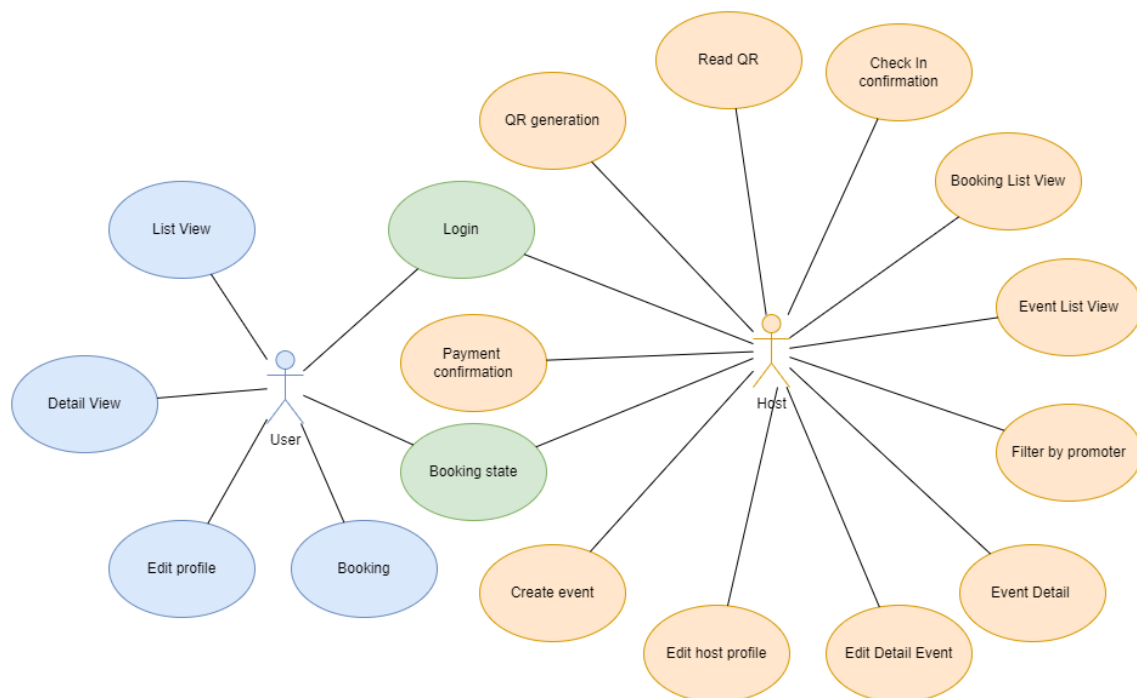 Read QR
Check In
confirmation
QR generation
Booking List View
List View
Login
Event List View
Payment
confirmation
Detail View
Host
User
Filter by promoter
Booking state
Edit profile
Booking
Create event
Event Detail
Edit host profile
Edit Detail Event